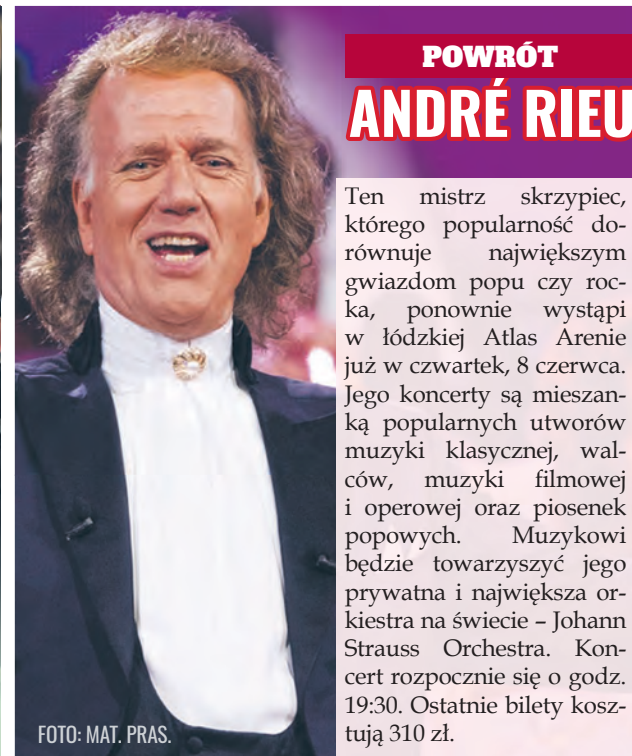 POWRÓT
ANDRÉ RIEU
Ten mistrz skrzypiec,
którego popularność do-
równuje największym
gwiazdom popu czy roc-
ka, ponownie wystąpi
w łódzkiej Atlas Arenie
już w czwartek, 8 czerwca.
Jego koncerty są mieszan-
ką popularnych utworów
muzyki klasycznej, wal-
ców, muzyki filmowej
i operowej oraz piosenek
popowych. Muzykowi
będzie towarzyszyć jego
prywatna i największa or-
kiestra na świecie – Johann
Strauss Orchestra. Kon-
cert rozpocznie się o godz.
19:30. Ostatnie bilety kosz-
tują 310 zł.
FOTO: MAT. PRAS.